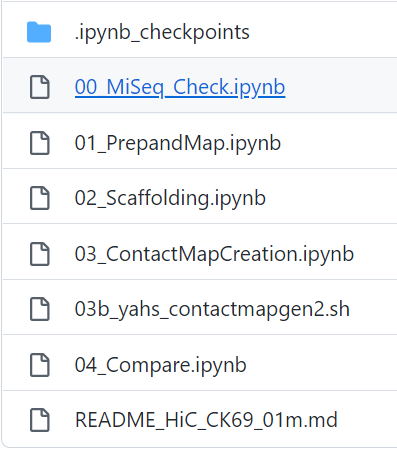 .ipynb_checkpoints
00_MiSeq_Check.ipynb
01_PrepandMap.ipynb
02_Scaffolding.ipynb
03_ContactMapCreation.ipynb
03b_yahs_contactmapgen2.sh
04_Compare.ipynb
README_HiC_CK69_01m.md